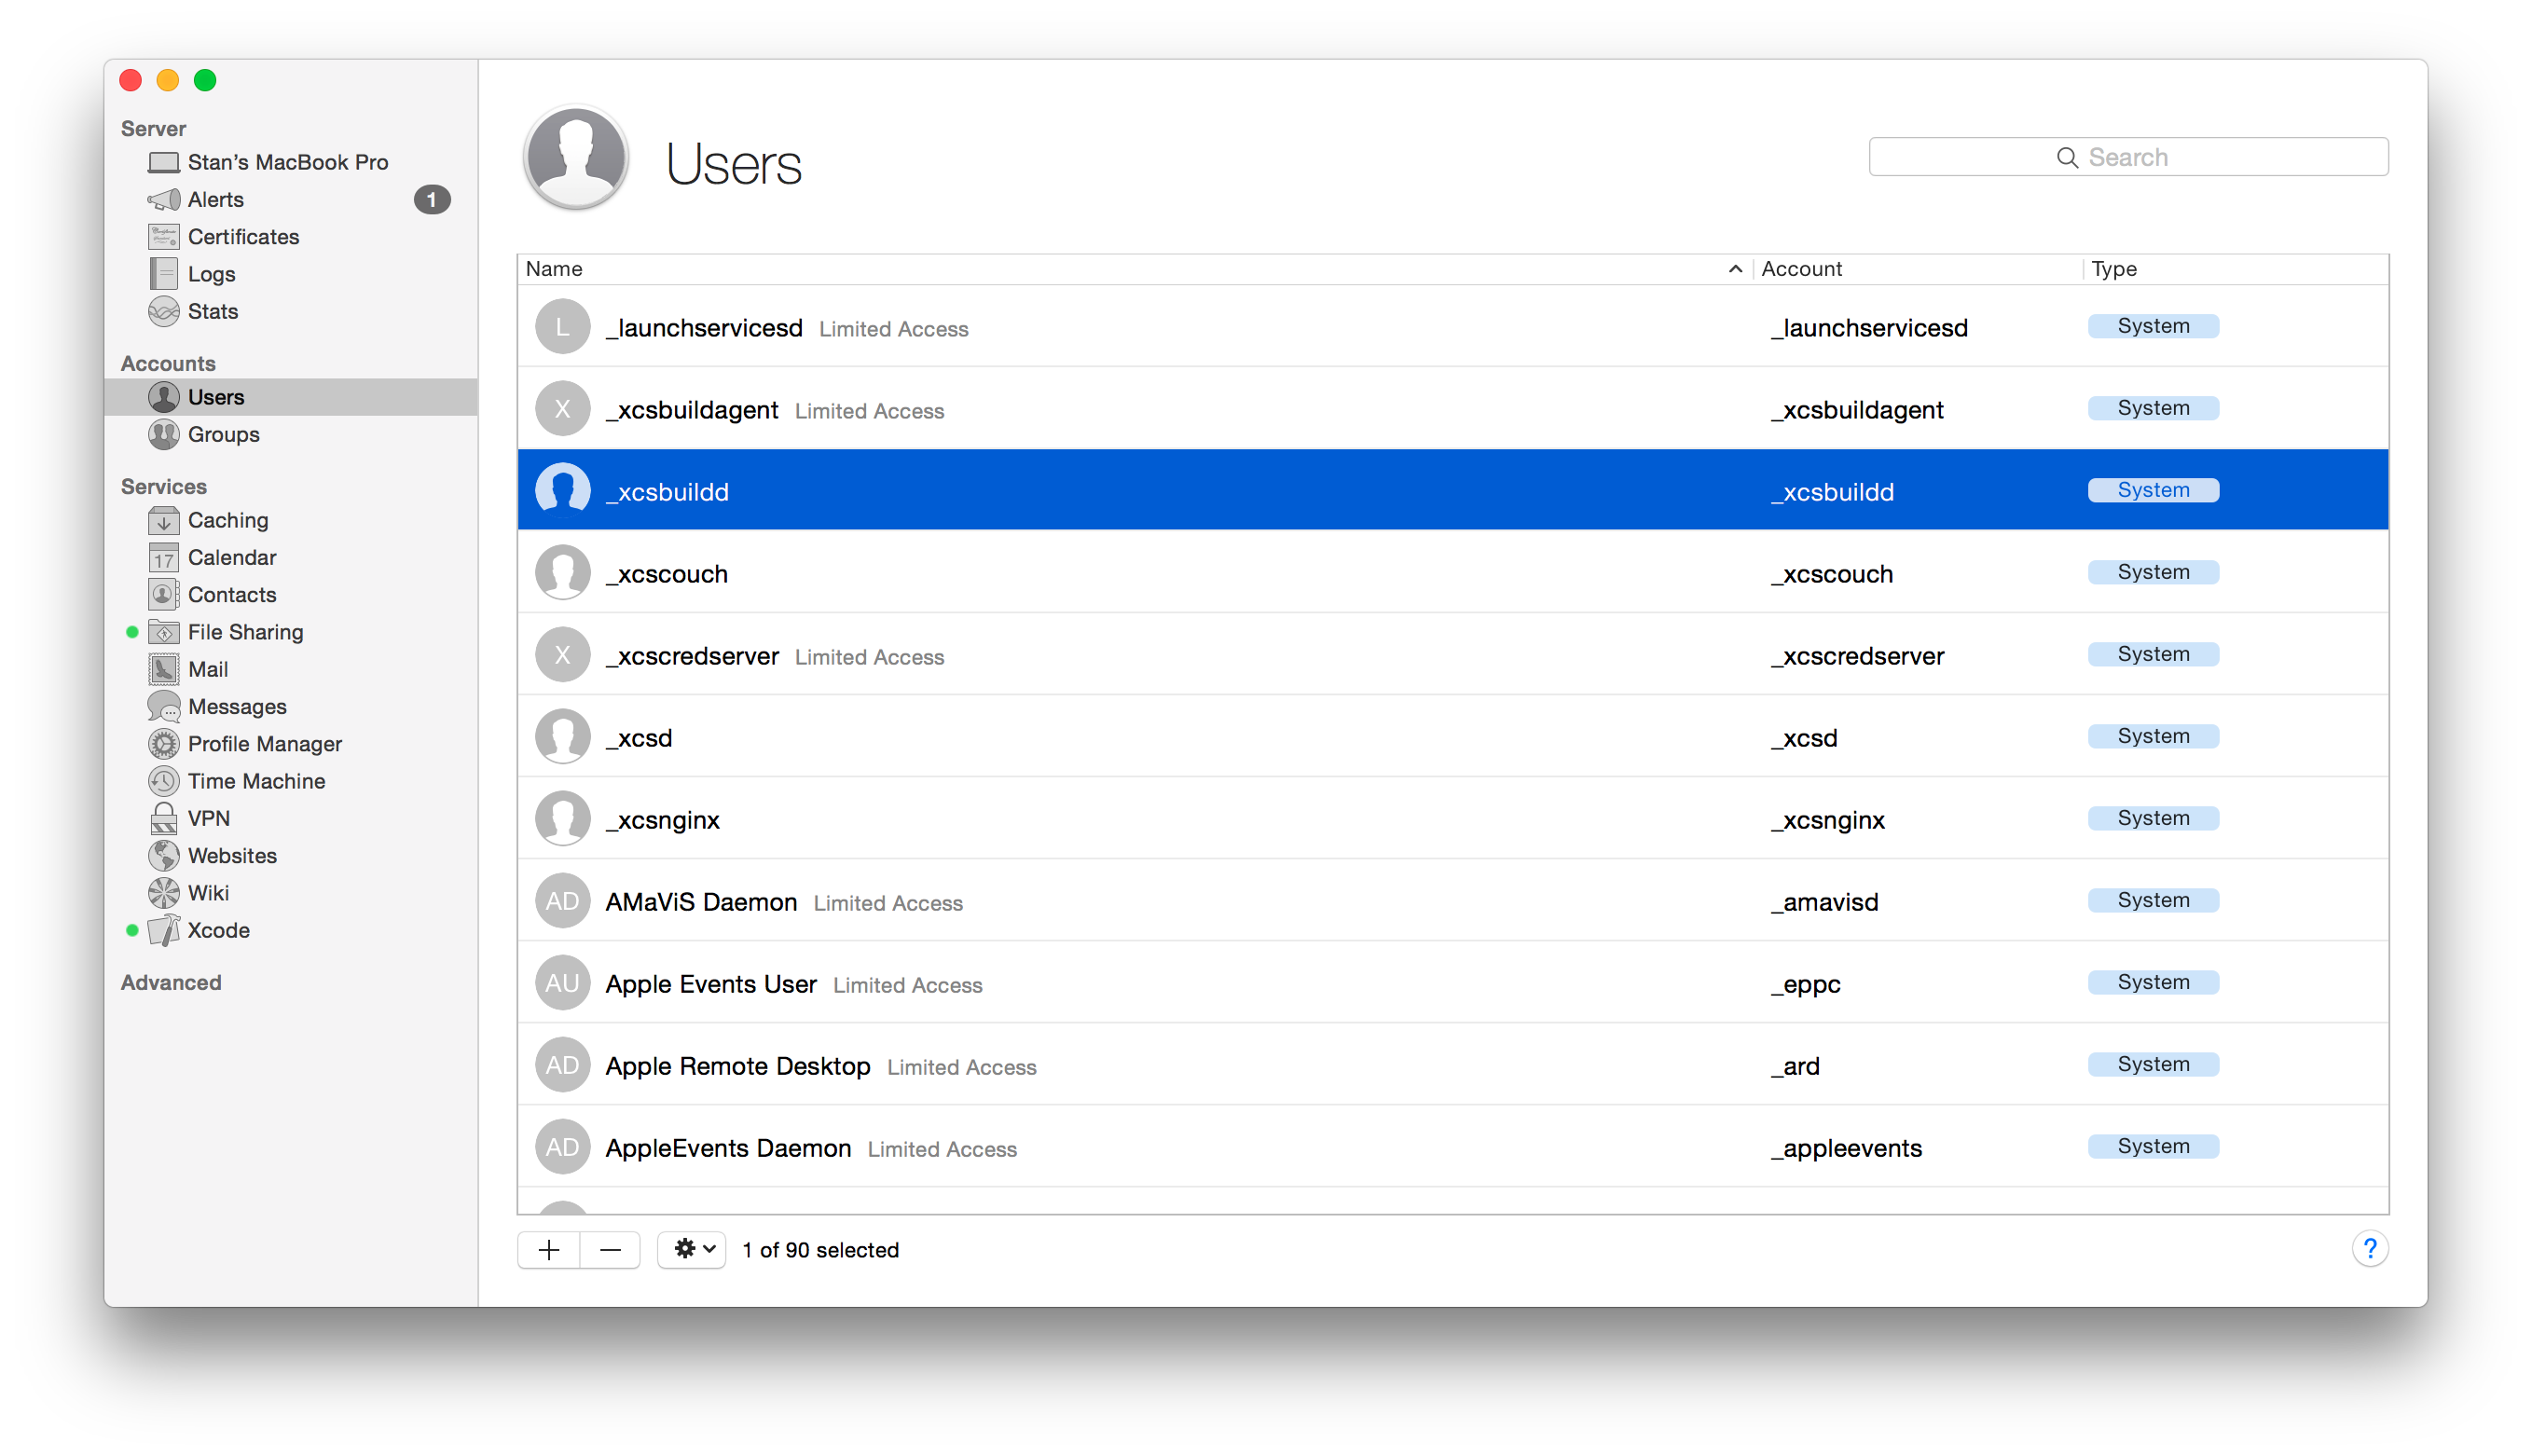 Server
Stan's MacBook Pro
Alerts 1
Certificates
Logs
Stats
Accounts
Users
Groups
Services
Caching
17 Calendar
Contacts
File Sharing
Mail
Messages
Profile Manager
Time Machine
VPN
Websites
Wiki
Xcode
Advanced
Users
Search
Name Account Type
L _launchservicesd Limited Access _launchservicesd System
X _xcsbuildagent Limited Access _xcsbuildagent System
_xcsbuildd _xcsbuildd System
_xcscouch _xcscouch System
X _xcscredserver Limited Access _xcscredserver System
_xcsd _xcsd System
_xcsnginx _xcsnginx System
AD AMaViS Daemon Limited Access _amavisd System
AU Apple Events User Limited Access _eppc System
AD Apple Remote Desktop Limited Access _ard System
AD AppleEvents Daemon Limited Access _appleevents System
1 of 90 selected
?